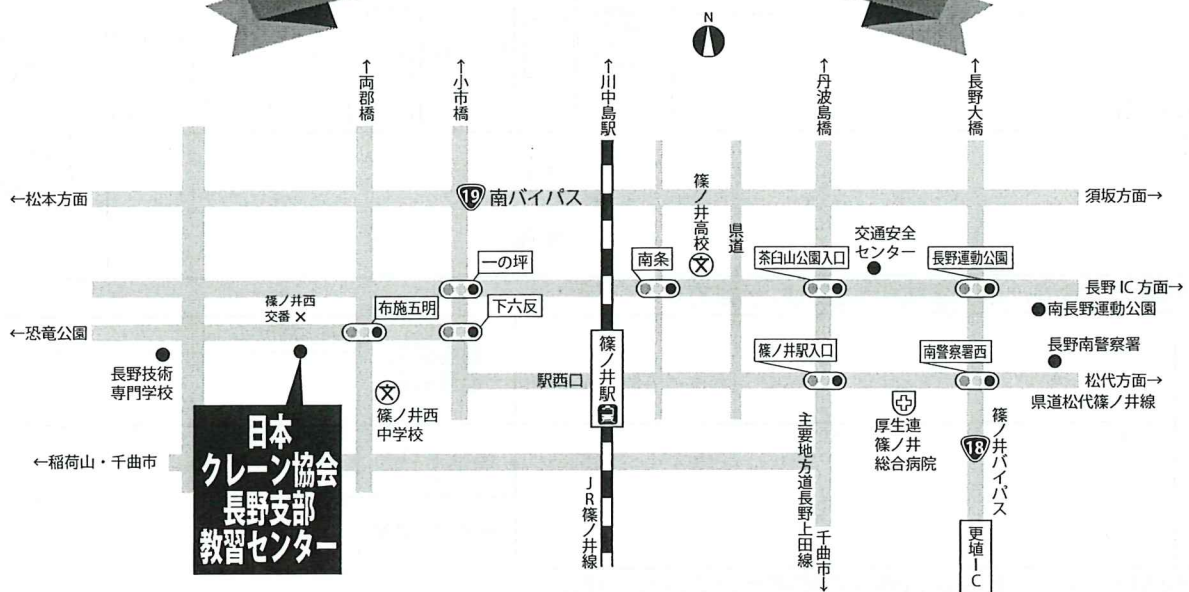 N
↑両郡橋
↑小市橋
↑川中島駅
↑丹波島橋
↑長野大橋
←松本方面
19 南バイパス
須坂方面→
篠ノ井高校
文
県道
交通安全
センター
一の坪
南条
茶臼山公園入口
長野運動公園
長野IC方面→
篠ノ井西
交番
布施五明
下六反
南長野運動公園
←恐竜公園
長野技術
専門学校
文
篠ノ井西
中学校
駅西口
篠ノ井駅
篠ノ井駅入口
南警察署西
長野南警察署
松代方面→
県道松代篠ノ井線
厚生連
篠ノ井
総合病院
18
篠ノ井バイパス
←稲荷山・千曲市
日本
クレーン協会
長野支部
教習センター
JR篠ノ井線
主要地方道長野上田線
千曲市↓
更埴IC